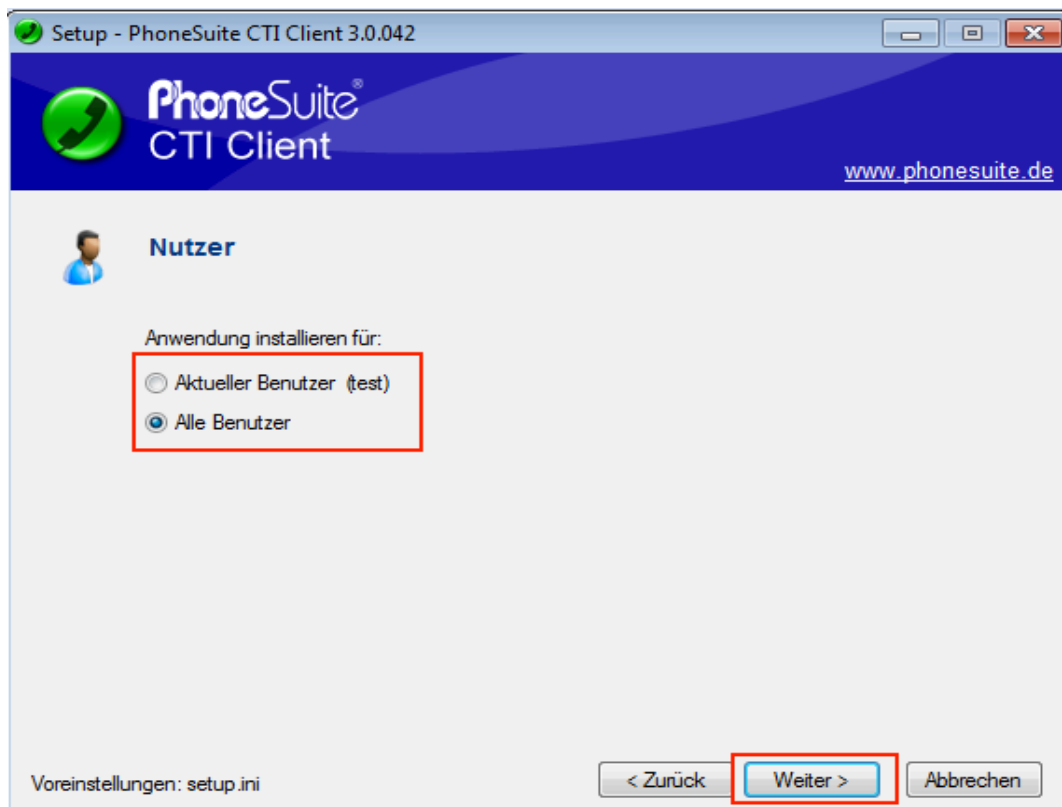 Setup - PhoneSuite CTI Client 3.0.042
PhoneSuite®
CTI Client
www.phonesuite.de
Nutzer
Anwendung installieren für:
Aktueller Benutzer (test)
Alle Benutzer
Voreinstellungen: setup.ini
< Zurück
Weiter >
Abbrechen